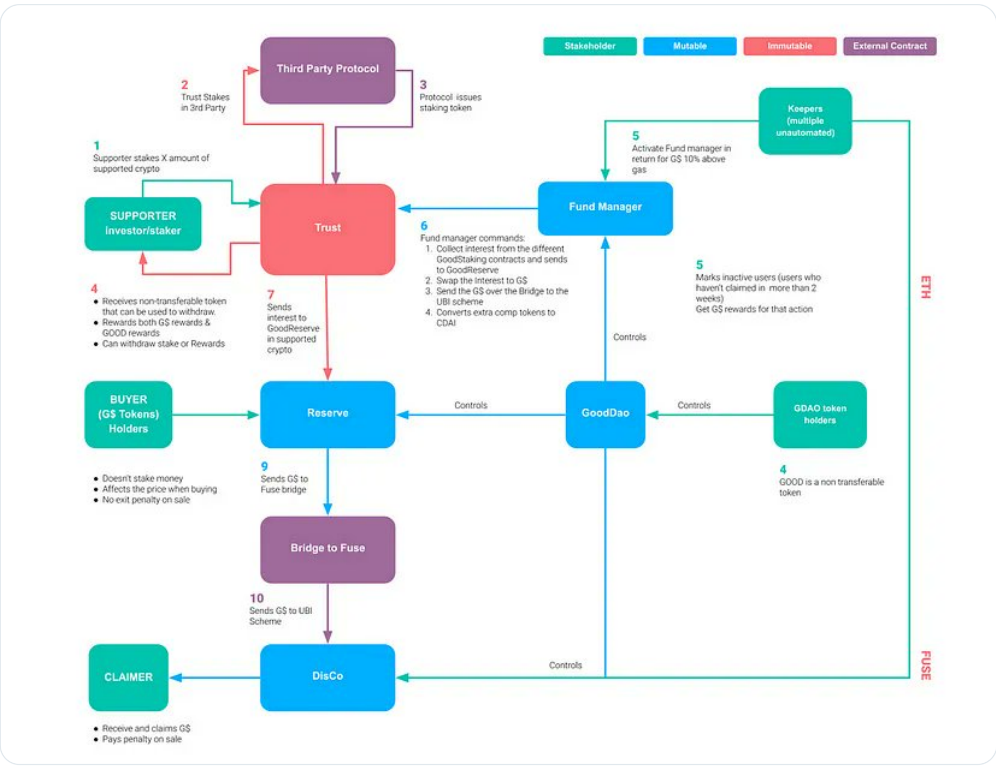 Stakeholder
Mutable
Immutable
External Contract
Third Party Protocol
2
Trust Stakes
in 3rd Party
3
Protocol issues
staking token
Keepers
(multiple
unautomated)
1
Supporter stakes X amount of
supported crypto
5
Activate Fund manager in
return for G$ 10% above
gas
SUPPORTER
investor/staker
Trust
Fund Manager
6
Fund manager commands:
1. Collect interest from the different
GoodStaking contracts and sends
to GoodReserve
2. Swap the Interest to G$
3. Send the G$ over the Bridge to the
UBI scheme
4. Converts extra comp tokens to
CDAI
5
Marks inactive users (users who
haven't claimed in more than 2
weeks)
Get G$ rewards for that action
ETH
4
● Receives non-transferable token
that can be used to withdraw.
● Rewards both G$ rewards &
GOOD rewards
● Can withdraw stake or Rewards
7
Sends
interest to
GoodReserve
in supported
crypto
Controls
BUYER
(G$ Tokens)
Holders
Reserve
Controls
GoodDao
Controls
GDAO token
holders
● Doesn't stake money
● Affects the price when buying
● No exit penalty on sale
9
Sends G$ to
Fuse bridge
4
GOOD is a non transferable
token
Bridge to Fuse
10
Sends G$ to UBI
Scheme
CLAIMER
DisCo
Controls
FUSE
● Receive and claims G$
● Pays penalty on sale